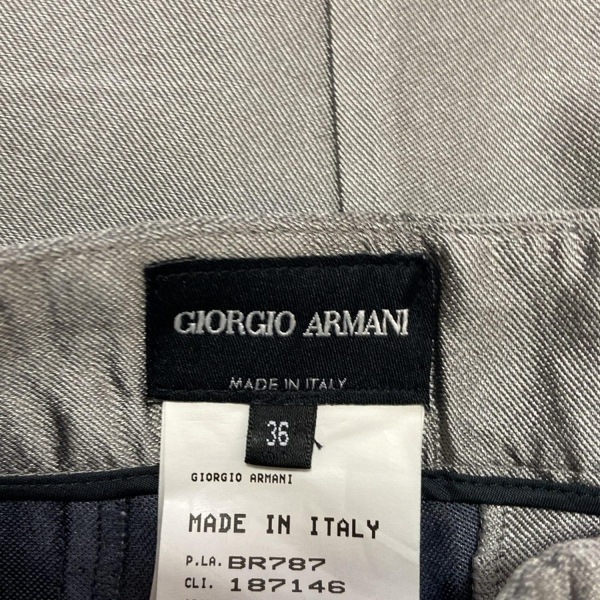 GIORGIO ARMANI
MADE IN ITALY
36
GIORGIO ARMANI
MADE IN ITALY
P.LA. BR787
CLI. 187146